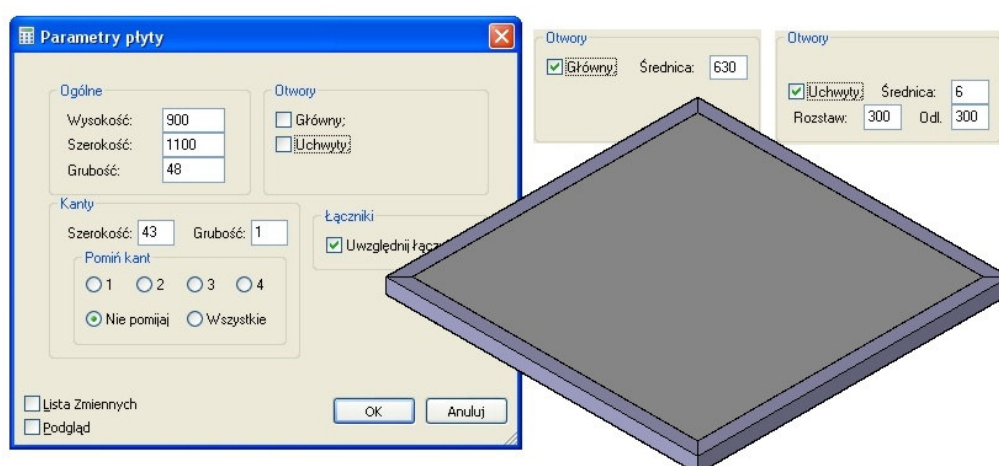 Parametry płyty
Ogólne
Wysokość: 900
Szerokość: 1100
Grubość: 48
Otwory
Główny;
Uchwyty;
Kanty
Szerokość: 43 Grubość: 1
Pomiń kant
1 2 3 4
Nie pomijaj Wszystkie
Łączniki
Uwzględnij
Lista Zmiennych
Podgląd
OK Anuluj
Otwory
Główny; Średnica: 630
Otwory
Uchwyty; Średnica: 6
Rozstaw: 300 Odl. 300